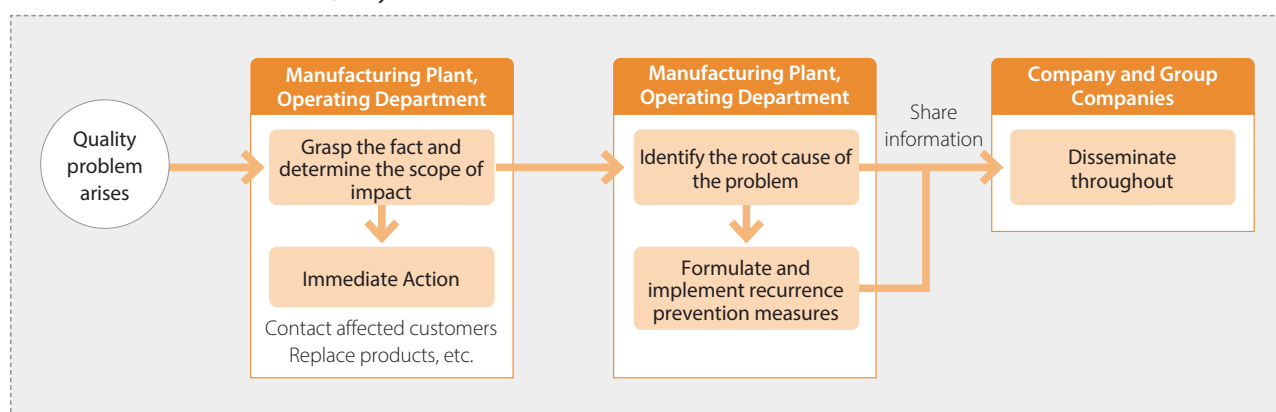 Quality
problem
arises
Manufacturing Plant,
Operating Department
Grasp the fact and
determine the scope of
impact
Immediate Action
Contact affected customers
Replace products, etc.
Manufacturing Plant,
Operating Department
Identify the root cause of
the problem
Formulate and
implement recurrence
prevention measures
Share
information
Company and Group
Companies
Disseminate
throughout